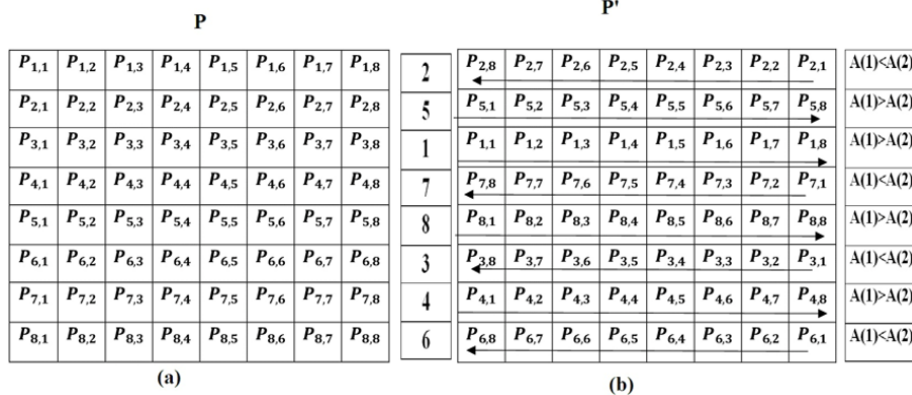 P P'
P1,1 P1,2 P1,3 P1,4 P1,5 P1,6 P1,7 P1,8 2 P2,8 P2,7 P2,6 P2,5 P2,4 P2,3 P2,2 P2,1 A(1)<A(2)
P2,1 P2,2 P2,3 P2,4 P2,5 P2,6 P2,7 P2,8 5 P5,1 P5,2 P5,3 P5,4 P5,5 P5,6 P5,7 P5,8 A(1)>A(2)
P3,1 P3,2 P3,3 P3,4 P3,5 P3,6 P3,7 P3,8 1 P1,1 P1,2 P1,3 P1,4 P1,5 P1,6 P1,7 P1,8 A(1)>A(2)
P4,1 P4,2 P4,3 P4,4 P4,5 P4,6 P4,7 P4,8 7 P7,8 P7,7 P7,6 P7,5 P7,4 P7,3 P7,2 P7,1 A(1)<A(2)
P5,1 P5,2 P5,3 P5,4 P5,5 P5,6 P5,7 P5,8 8 P8,1 P8,2 P8,3 P8,4 P8,5 P8,6 P8,7 P8,8 A(1)>A(2)
P6,1 P6,2 P6,3 P6,4 P6,5 P6,6 P6,7 P6,8 3 P3,8 P3,7 P3,6 P3,5 P3,4 P3,3 P3,2 P3,1 A(1)<A(2)
P7,1 P7,2 P7,3 P7,4 P7,5 P7,6 P7,7 P7,8 4 P4,1 P4,2 P4,3 P4,4 P4,5 P4,6 P4,7 P4,8 A(1)>A(2)
P8,1 P8,2 P8,3 P8,4 P8,5 P8,6 P8,7 P8,8 6 P6,8 P6,7 P6,6 P6,5 P6,4 P6,3 P6,2 P6,1 A(1)<A(2)
(a) (b)